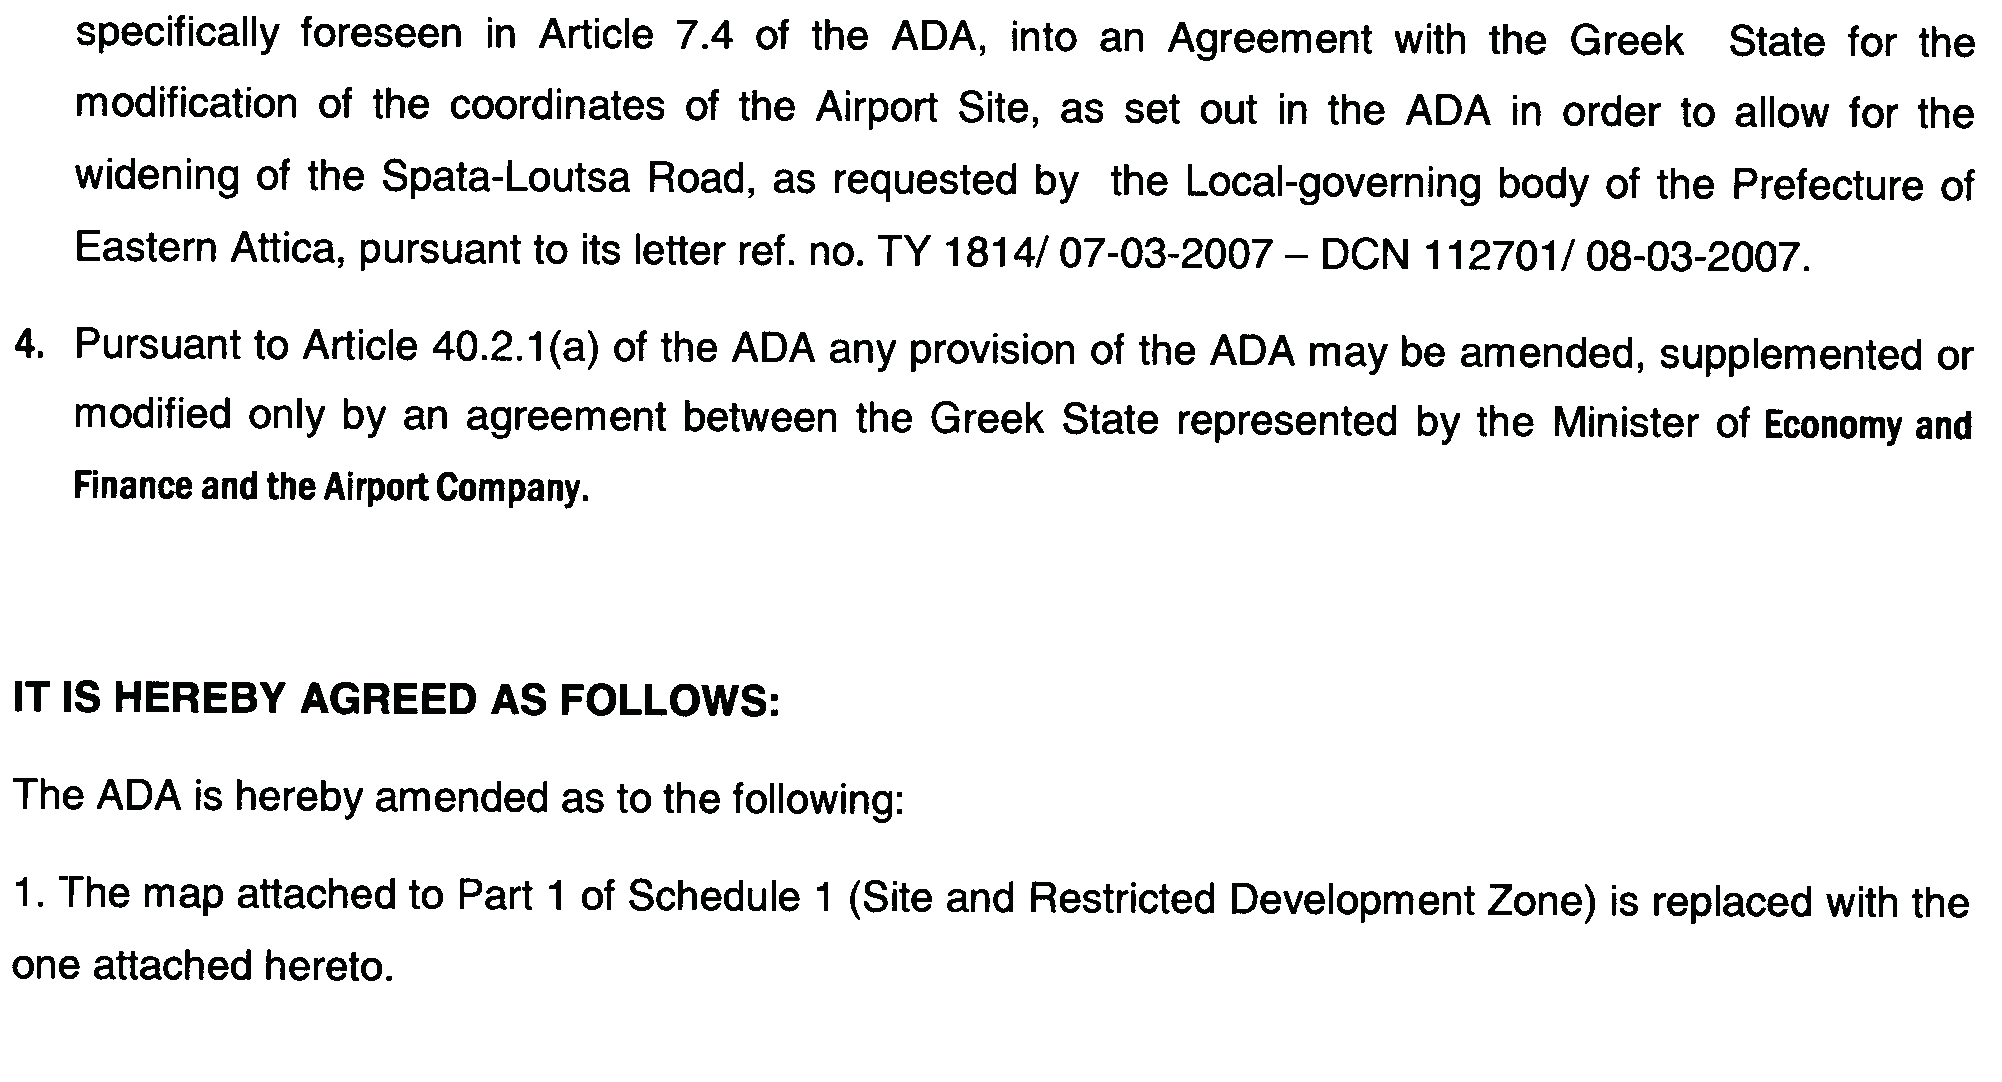 specifically foreseen in Article 7.4 of the ADA, into an Agreement with the Greek State for the
modification of the coordinates of the Airport Site, as set out in the ADA in order to allow for the
widening of the Spata-Loutsa Road, as requested by the Local-governing body of the Prefecture of
Eastern Attica, pursuant to its letter ref. no. TY 1814/ 07-03-2007 – DCN 112701/ 08-03-2007.
4. Pursuant to Article 40.2.1(a) of the ADA any provision of the ADA may be amended, supplemented or
modified only by an agreement between the Greek State represented by the Minister of Economy and
Finance and the Airport Company.
IT IS HEREBY AGREED AS FOLLOWS:
The ADA is hereby amended as to the following:
1. The map attached to Part 1 of Schedule 1 (Site and Restricted Development Zone) is replaced with the
one attached hereto.